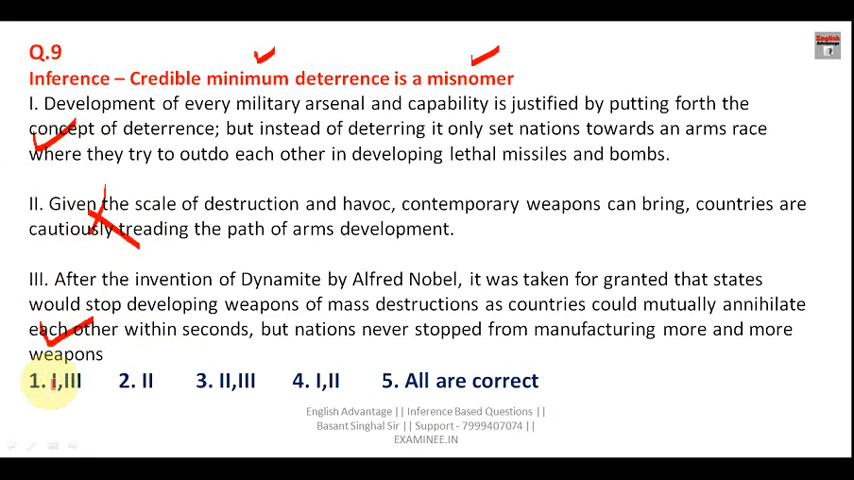 English
Advantage
Q.9
Inference – Credible minimum deterrence is a misnomer
I. Development of every military arsenal and capability is justified by putting forth the
concept of deterrence; but instead of deterring it only set nations towards an arms race
where they try to outdo each other in developing lethal missiles and bombs.
II. Given the scale of destruction and havoc, contemporary weapons can bring, countries are
cautiously treading the path of arms development.
III. After the invention of Dynamite by Alfred Nobel, it was taken for granted that states
would stop developing weapons of mass destructions as countries could mutually annihilate
each other within seconds, but nations never stopped from manufacturing more and more
weapons
1. I,III 2. II 3. II,III 4. I,II 5. All are correct
English Advantage || Inference Based Questions ||
Basant Singhal Sir || Support - 7999407074 ||
EXAMINEE.IN